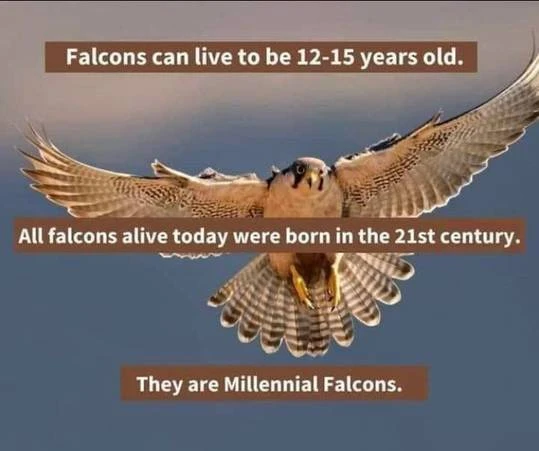 Falcons can live to be 12-15 years old.
All falcons alive today were born in the 21st century.
They are Millennial Falcons.